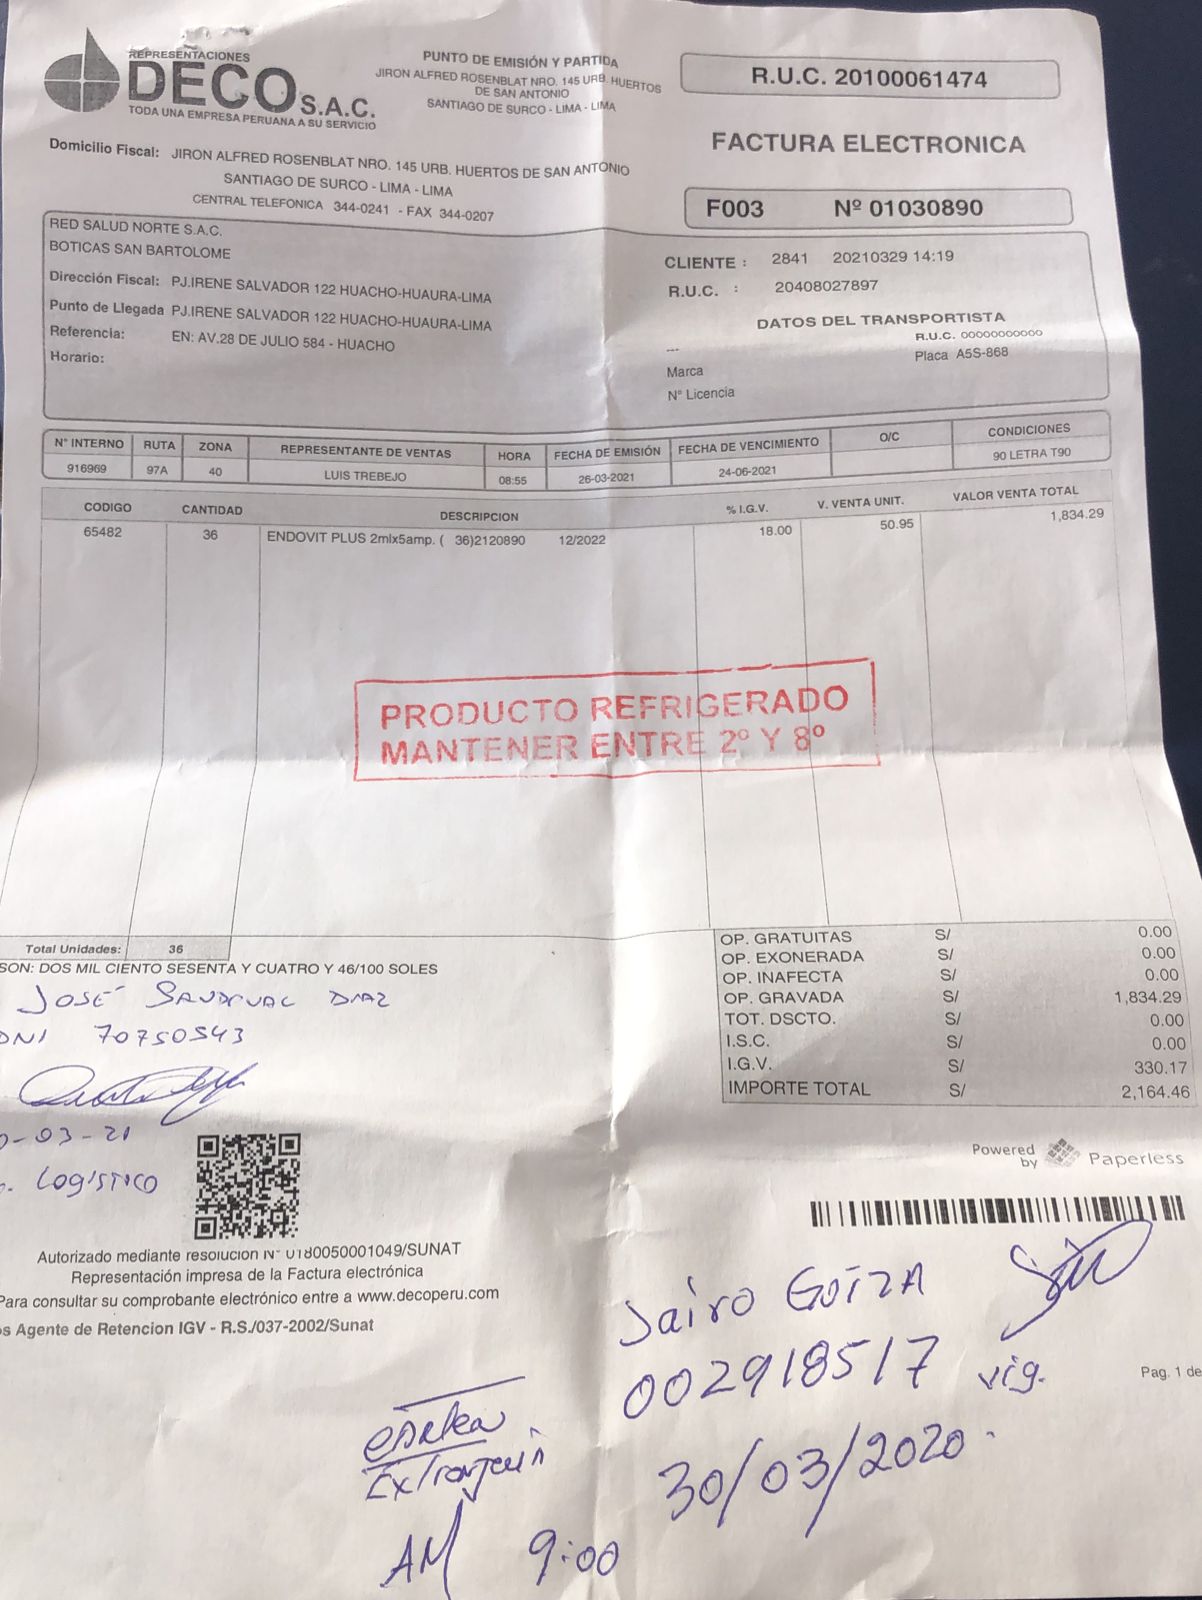 REPRESENTACIONES
DECO S.A.C.
TODA UNA EMPRESA PERUANA A SU SERVICIO
PUNTO DE EMISIÓN Y PARTIDA
JIRON ALFRED ROSENBLAT NRO. 145 URB. HUERTOS
DE SAN ANTONIO
SANTIAGO DE SURCO - LIMA - LIMA
R.U.C. 20100061474
FACTURA ELECTRONICA
F003 Nº 01030890
Domicilio Fiscal: JIRON ALFRED ROSENBLAT NRO. 145 URB. HUERTOS DE SAN ANTONIO
SANTIAGO DE SURCO - LIMA - LIMA
CENTRAL TELEFONICA 344-0241 - FAX 344-0207
RED SALUD NORTE S.A.C.
BOTICAS SAN BARTOLOME
Dirección Fiscal: PJ.IRENE SALVADOR 122 HUACHO-HUAURA-LIMA
Punto de Llegada PJ.IRENE SALVADOR 122 HUACHO-HUAURA-LIMA
Referencia: EN: AV.28 DE JULIO 584 - HUACHO
Horario:
CLIENTE : 2841 20210329 14:19
R.U.C. : 20408027897
DATOS DEL TRANSPORTISTA
R.U.C. 00000000000
--- Placa A5S-868
Marca
N° Licencia
N° INTERNO RUTA ZONA REPRESENTANTE DE VENTAS HORA FECHA DE EMISIÓN FECHA DE VENCIMIENTO O/C CONDICIONES
916969 97A 40 LUIS TREBEJO 08:55 26-03-2021 24-06-2021 90 LETRA T90
CODIGO CANTIDAD DESCRIPCION % I.G.V. V. VENTA UNIT. VALOR VENTA TOTAL
65482 36 ENDOVIT PLUS 2mlx5amp. ( 36)2120890 12/2022 18.00 50.95 1,834.29
PRODUCTO REFRIGERADO
MANTENER ENTRE 2º Y 8º
Total Unidades: 36
SON: DOS MIL CIENTO SESENTA Y CUATRO Y 46/100 SOLES
OP. GRATUITAS S/ 0.00
OP. EXONERADA S/ 0.00
OP. INAFECTA S/ 0.00
OP. GRAVADA S/ 1,834.29
TOT. DSCTO. S/ 0.00
I.S.C. S/ 0.00
I.G.V. S/ 330.17
IMPORTE TOTAL S/ 2,164.46
JOSÉ SANDOVAL DIAZ
DNI 70750543
0-03-21
. LOGISTICO
Powered by Paperless
Autorizado mediante resolucion N° 0180050001049/SUNAT
Representación impresa de la Factura electrónica
Para consultar su comprobante electrónico entre a www.decoperu.com
os Agente de Retencion IGV - R.S./037-2002/Sunat
Jairo GOIZA
002918517 vig.
Pag. 1 de
Extranjeria
30/03/2020.
AM 9:00